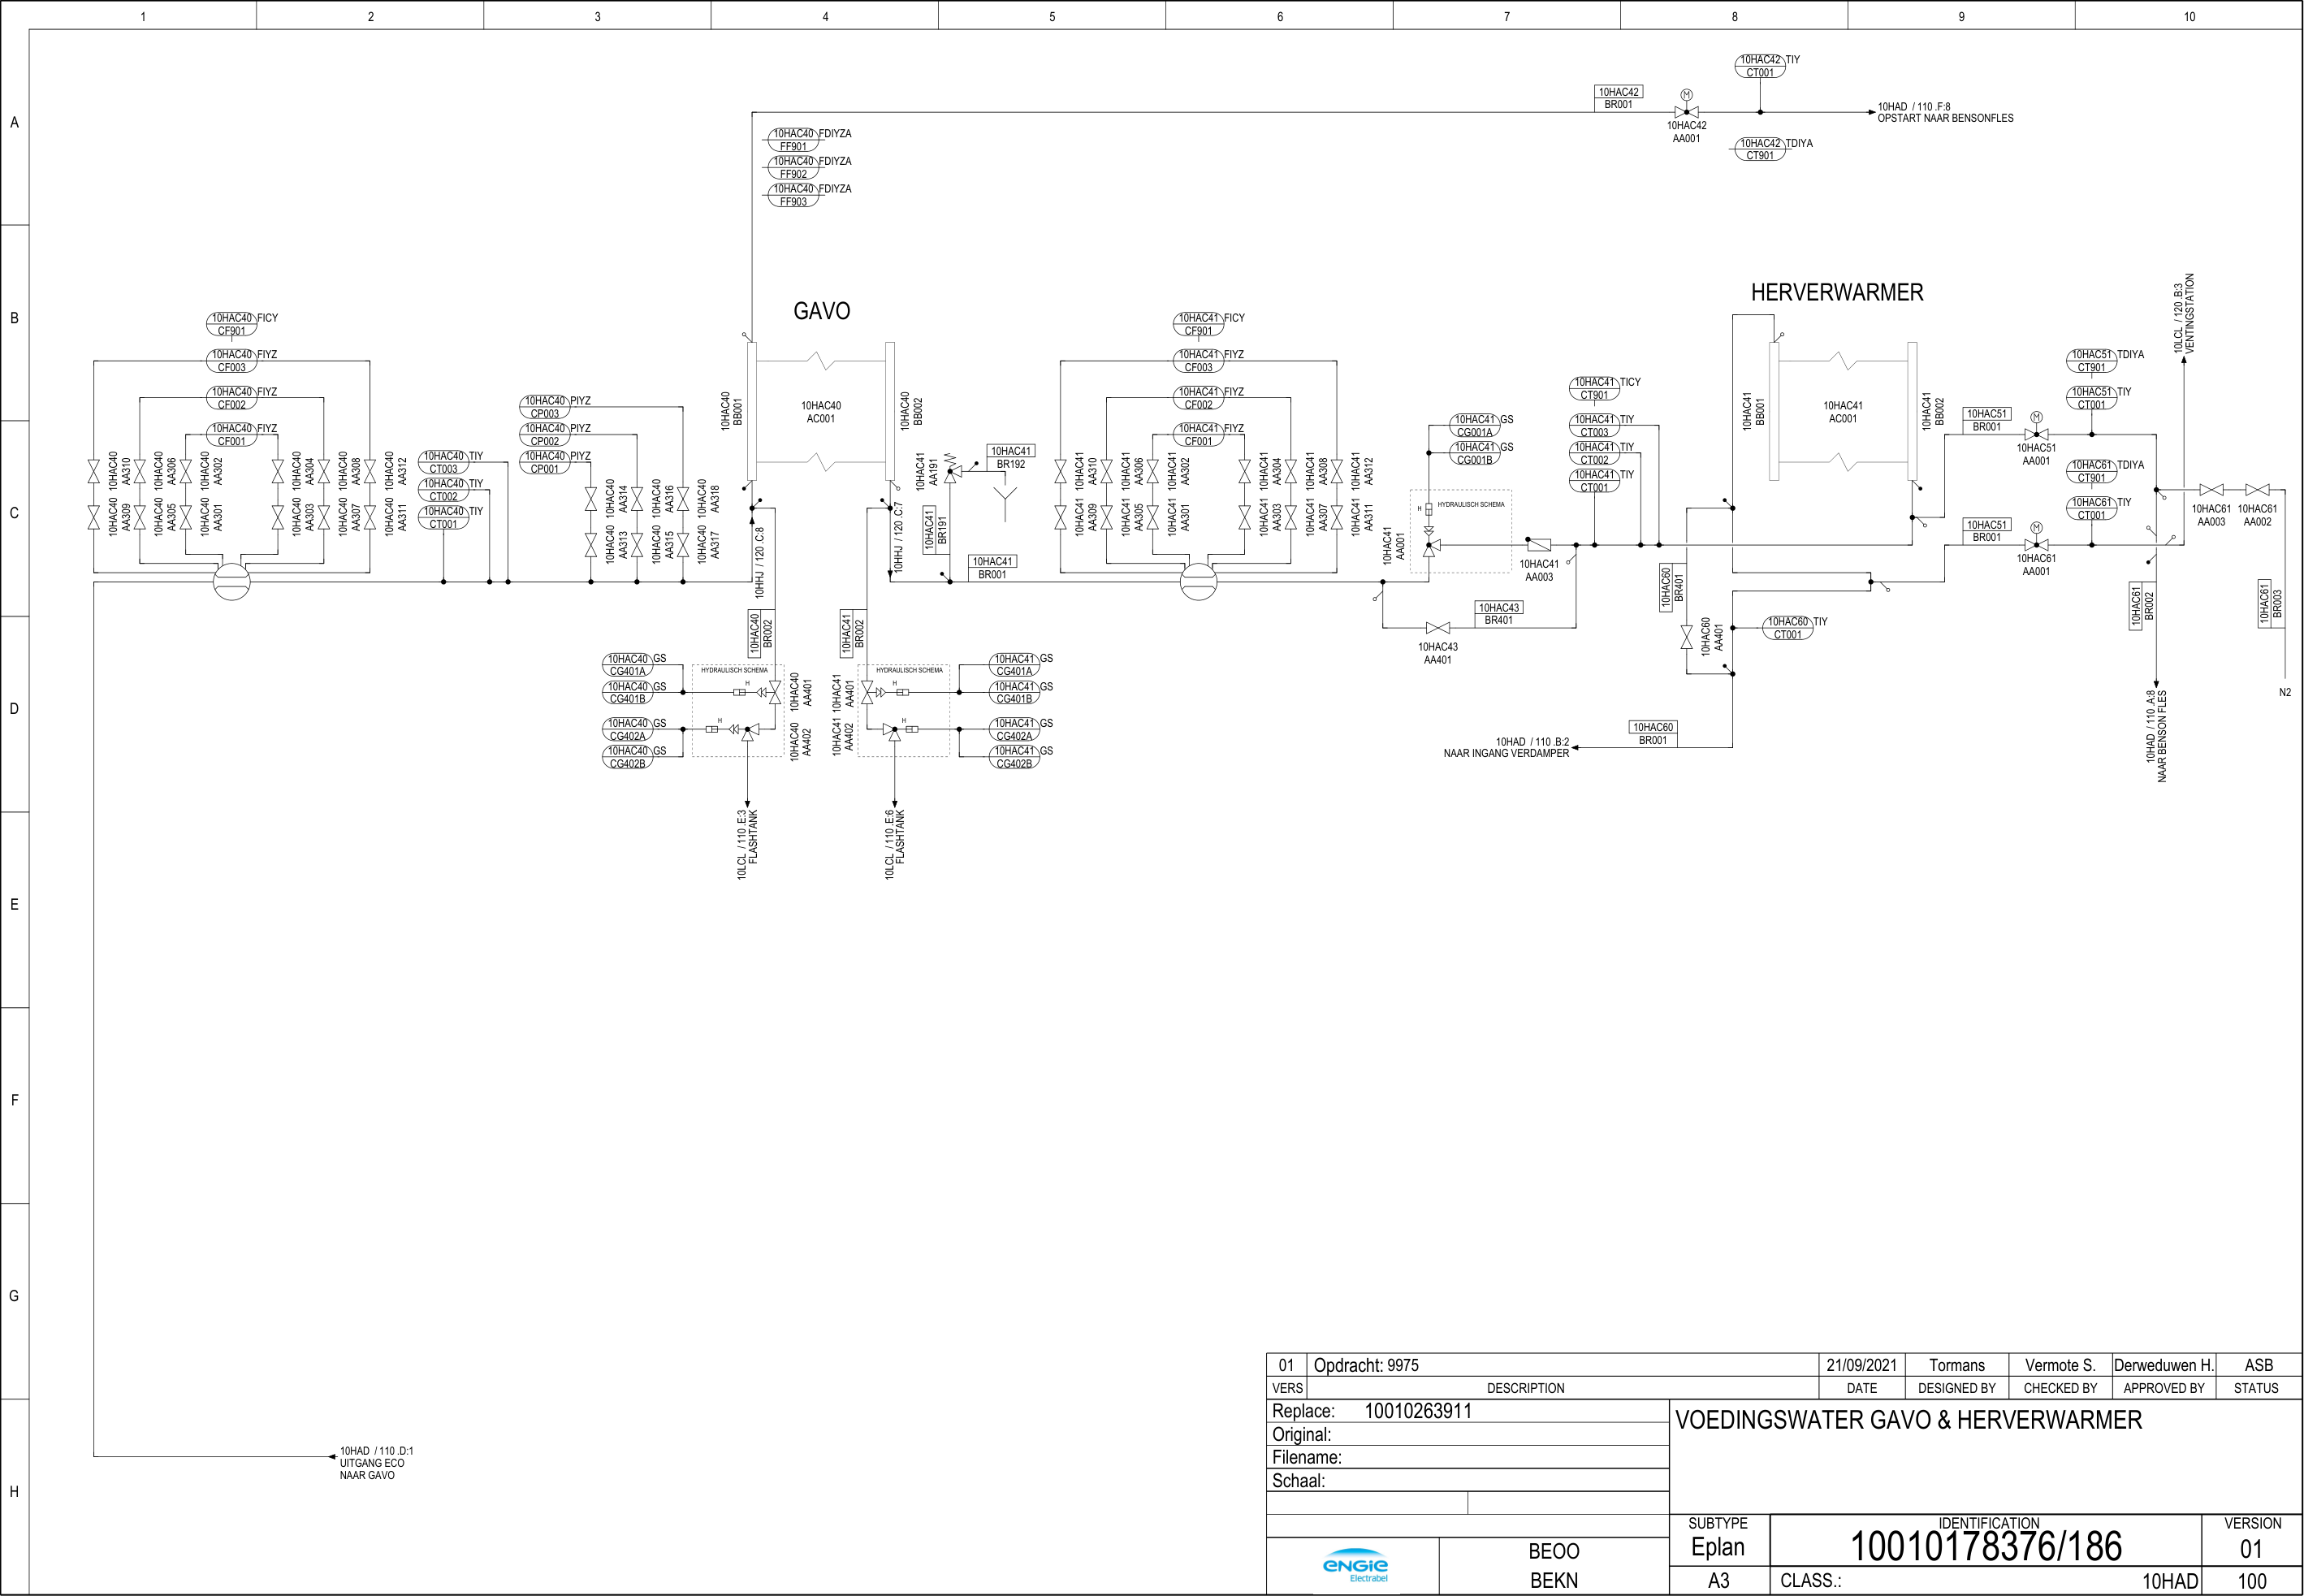 1 2 3 4 5 6 7 8 9 10
A
B
C
D
E
F
G
H
10HAC42 TIY
CT001
10HAC42
BR001
M
10HAC42
AA001
10HAD / 110 .F:8
OPSTART NAAR BENSONFLES
10HAC42 TDIYA
CT901
10HAC40 FDIYZA
FF901
10HAC40 FDIYZA
FF902
10HAC40 FDIYZA
FF903
GAVO
HERVERWARMER
10HAC40 FICY
CF901
10HAC40 FIYZ
CF003
10HAC40 FIYZ
CF002
10HAC40 FIYZ
CF001
10HAC40
AA310
10HAC40
AA306
10HAC40
AA302
10HAC40
AA304
10HAC40
AA308
10HAC40
AA312
10HAC40
AA309
10HAC40
AA305
10HAC40
AA301
10HAC40
AA303
10HAC40
AA307
10HAC40
AA311
10HAC40 TIY
CT003
10HAC40 TIY
CT002
10HAC40 TIY
CT001
10HAC40 PIYZ
CP003
10HAC40 PIYZ
CP002
10HAC40 PIYZ
CP001
10HAC40
AA314
10HAC40
AA316
10HAC40
AA318
10HAC40
AA313
10HAC40
AA315
10HAC40
AA317
10HAC40
BB001
10HAC40
AC001
10HAC40
BB002
10HHJ / 120 .C:8
10HHJ / 120 .C:7
10HAC41
AA191
10HAC41
BR192
10HAC41
BR191
10HAC41
BR001
10HAC40
BR002
10HAC41
BR002
10HAC40 GS
CG401A
10HAC40 GS
CG401B
10HAC40 GS
CG402A
10HAC40 GS
CG402B
HYDRAULISCH SCHEMA
H
H
10HAC40
AA401
10HAC40
AA402
10HAC41
AA401
10HAC41
AA402
HYDRAULISCH SCHEMA
H
H
10HAC41 GS
CG401A
10HAC41 GS
CG401B
10HAC41 GS
CG402A
10HAC41 GS
CG402B
10LCL / 110 .E:3
FLASHTANK
10LCL / 110 .E:6
FLASHTANK
10HAC41 FICY
CF901
10HAC41 FIYZ
CF003
10HAC41 FIYZ
CF002
10HAC41 FIYZ
CF001
10HAC41
AA310
10HAC41
AA306
10HAC41
AA302
10HAC41
AA304
10HAC41
AA308
10HAC41
AA312
10HAC41
AA309
10HAC41
AA305
10HAC41
AA301
10HAC41
AA303
10HAC41
AA307
10HAC41
AA311
10HAC41 GS
CG001A
10HAC41 GS
CG001B
HYDRAULISCH SCHEMA
H
10HAC41
AA001
10HAC41 TICY
CT901
10HAC41 TIY
CT003
10HAC41 TIY
CT002
10HAC41 TIY
CT001
10HAC41
AA003
10HAC43
BR401
10HAC43
AA401
10HAC41
BB001
10HAC41
AC001
10HAC41
BB002
10HAC60
BR401
10HAC60
AA401
10HAC60 TIY
CT001
10HAC60
BR001
10HAD / 110 .B:2
NAAR INGANG VERDAMPER
10HAC51
BR001
M
10HAC51
AA001
10HAC51 TDIYA
CT901
10HAC51 TIY
CT001
10HAC61 TDIYA
CT901
10HAC61 TIY
CT001
10HAC51
BR001
M
10HAC61
AA001
10LCL / 120 .B:3
VENTINGSTATION
10HAC61
AA003
10HAC61
AA002
10HAC61
BR002
10HAC61
BR003
N2
10HAD / 110 .A:8
NAAR BENSON FLES
10HAD / 110 .D:1
UITGANG ECO
NAAR GAVO
01 Opdracht: 9975 21/09/2021 Tormans Vermote S. Derweduwen H. ASB
VERS DESCRIPTION DATE DESIGNED BY CHECKED BY APPROVED BY STATUS
Replace: 10010263911
Original:
Filename:
Schaal:
VOEDINGSWATER GAVO & HERVERWARMER
SUBTYPE IDENTIFICATION VERSION
Eplan 10010178376/186 01
ENGIE
Electrabel
BEOO
BEKN
A3 CLASS.: 10HAD 100